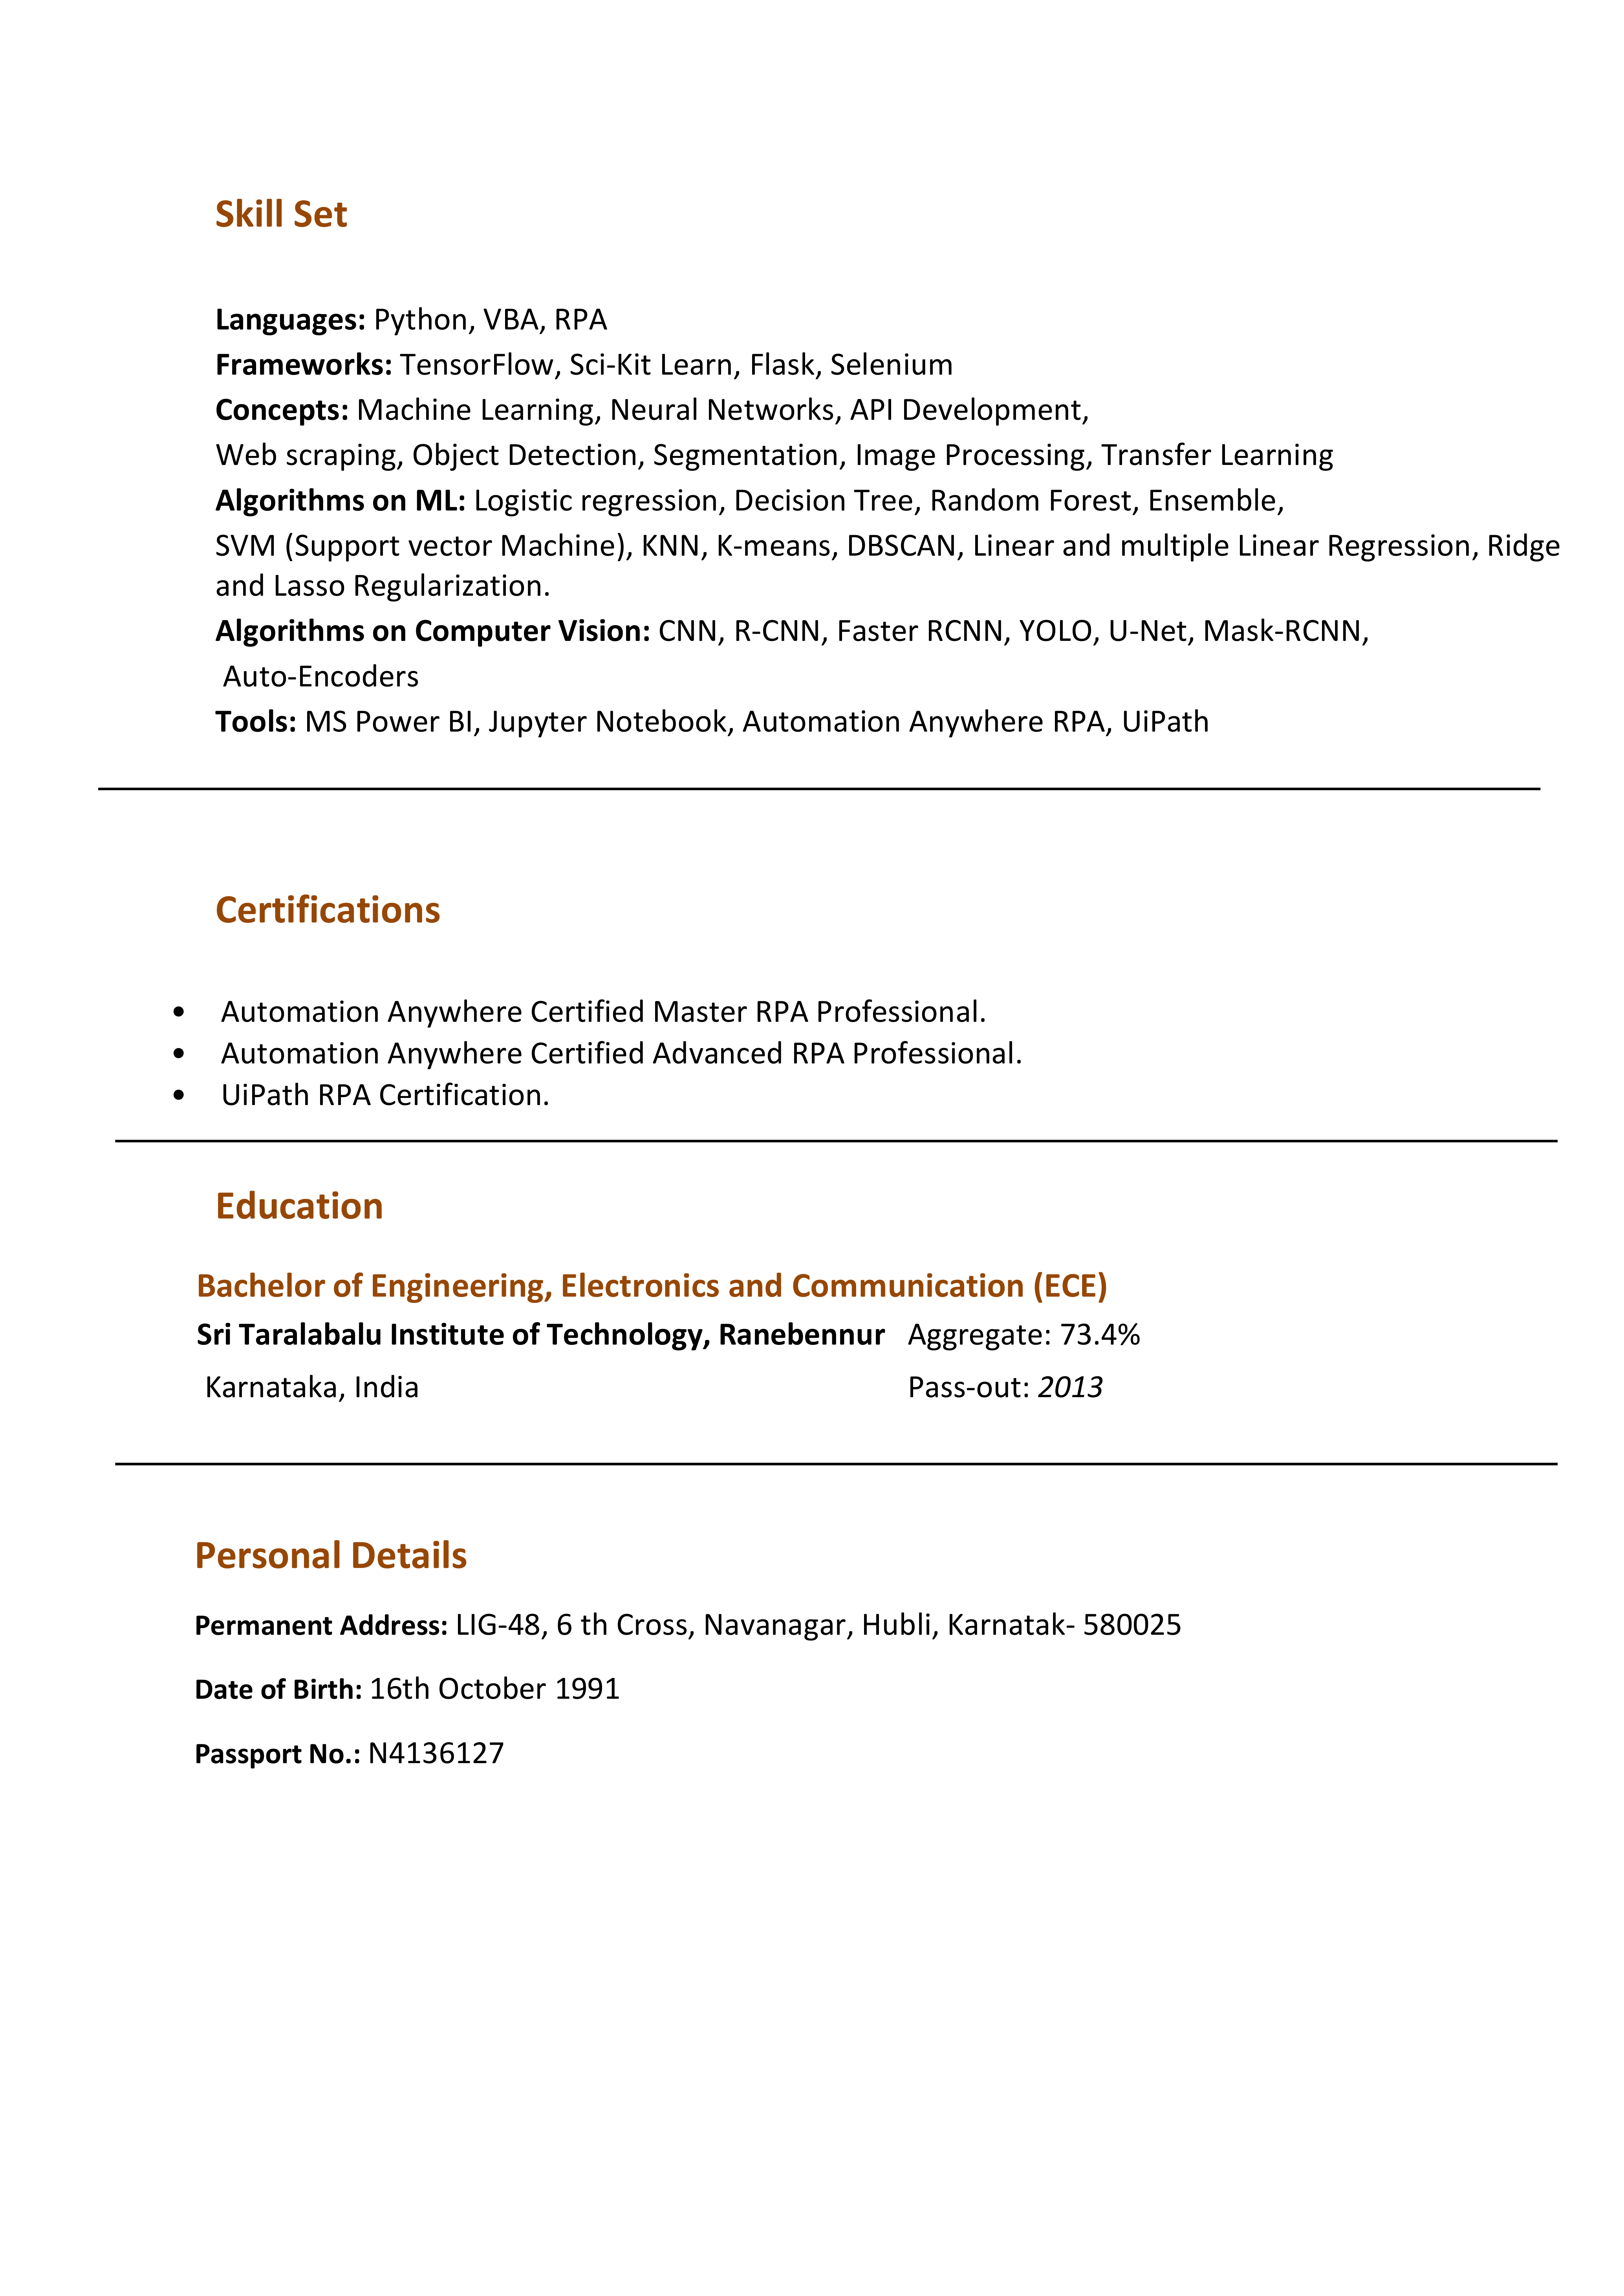 Skill Set
Languages: Python, VBA, RPA
Frameworks: TensorFlow, Sci-Kit Learn, Flask, Selenium
Concepts: Machine Learning, Neural Networks, API Development,
Web scraping, Object Detection, Segmentation, Image Processing, Transfer Learning
Algorithms on ML: Logistic regression, Decision Tree, Random Forest, Ensemble,
SVM (Support vector Machine), KNN, K-means, DBSCAN, Linear and multiple Linear Regression, Ridge
and Lasso Regularization.
Algorithms on Computer Vision: CNN, R-CNN, Faster RCNN, YOLO, U-Net, Mask-RCNN,
Auto-Encoders
Tools: MS Power BI, Jupyter Notebook, Automation Anywhere RPA, UiPath
Certifications
• Automation Anywhere Certified Master RPA Professional.
• Automation Anywhere Certified Advanced RPA Professional.
• UiPath RPA Certification.
Education
Bachelor of Engineering, Electronics and Communication (ECE)
Sri Taralabalu Institute of Technology, Ranebennur Aggregate: 73.4%
Karnataka, India Pass-out: 2013
Personal Details
Permanent Address: LIG-48, 6 th Cross, Navanagar, Hubli, Karnatak- 580025
Date of Birth: 16th October 1991
Passport No.: N4136127